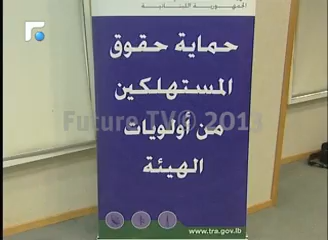 الجمهورية اللبنانية
حماية حقوق
المستهلكين
من أولويات
الهيئة
Future TV© 2013
www.tra.gov.lb